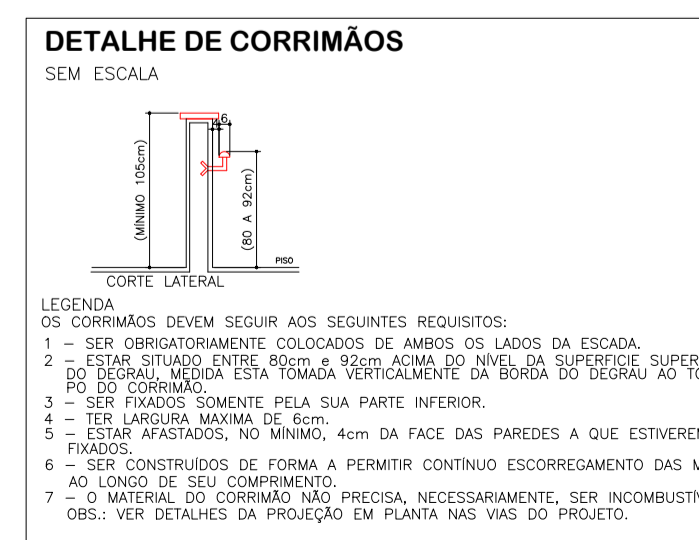 DETALHE DE CORRIMÃOS
SEM ESCALA
4
6
(MÍNIMO 105cm)
(80 A 92cm)
PISO
CORTE LATERAL
LEGENDA
OS CORRIMÃOS DEVEM SEGUIR AOS SEGUINTES REQUISITOS:
1 – SER OBRIGATORIAMENTE COLOCADOS DE AMBOS OS LADOS DA ESCADA.
2 – ESTAR SITUADO ENTRE 80cm e 92cm ACIMA DO NÍVEL DA SUPERFICIE SUPER
DO DEGRAU, MEDIDA ESTA TOMADA VERTICALMENTE DA BORDA DO DEGRAU AO TO
PO DO CORRIMÃO.
3 – SER FIXADOS SOMENTE PELA SUA PARTE INFERIOR.
4 – TER LARGURA MAXIMA DE 6cm.
5 – ESTAR AFASTADOS, NO MÍNIMO, 4cm DA FACE DAS PAREDES A QUE ESTIVEREM
FIXADOS.
6 – SER CONSTRUÍDOS DE FORMA A PERMITIR CONTÍNUO ESCORREGAMENTO DAS M
AO LONGO DE SEU COMPRIMENTO.
7 – O MATERIAL DO CORRIMÃO NÃO PRECISA, NECESSARIAMENTE, SER INCOMBUSTÍV
OBS.: VER DETALHES DA PROJEÇÃO EM PLANTA NAS VIAS DO PROJETO.